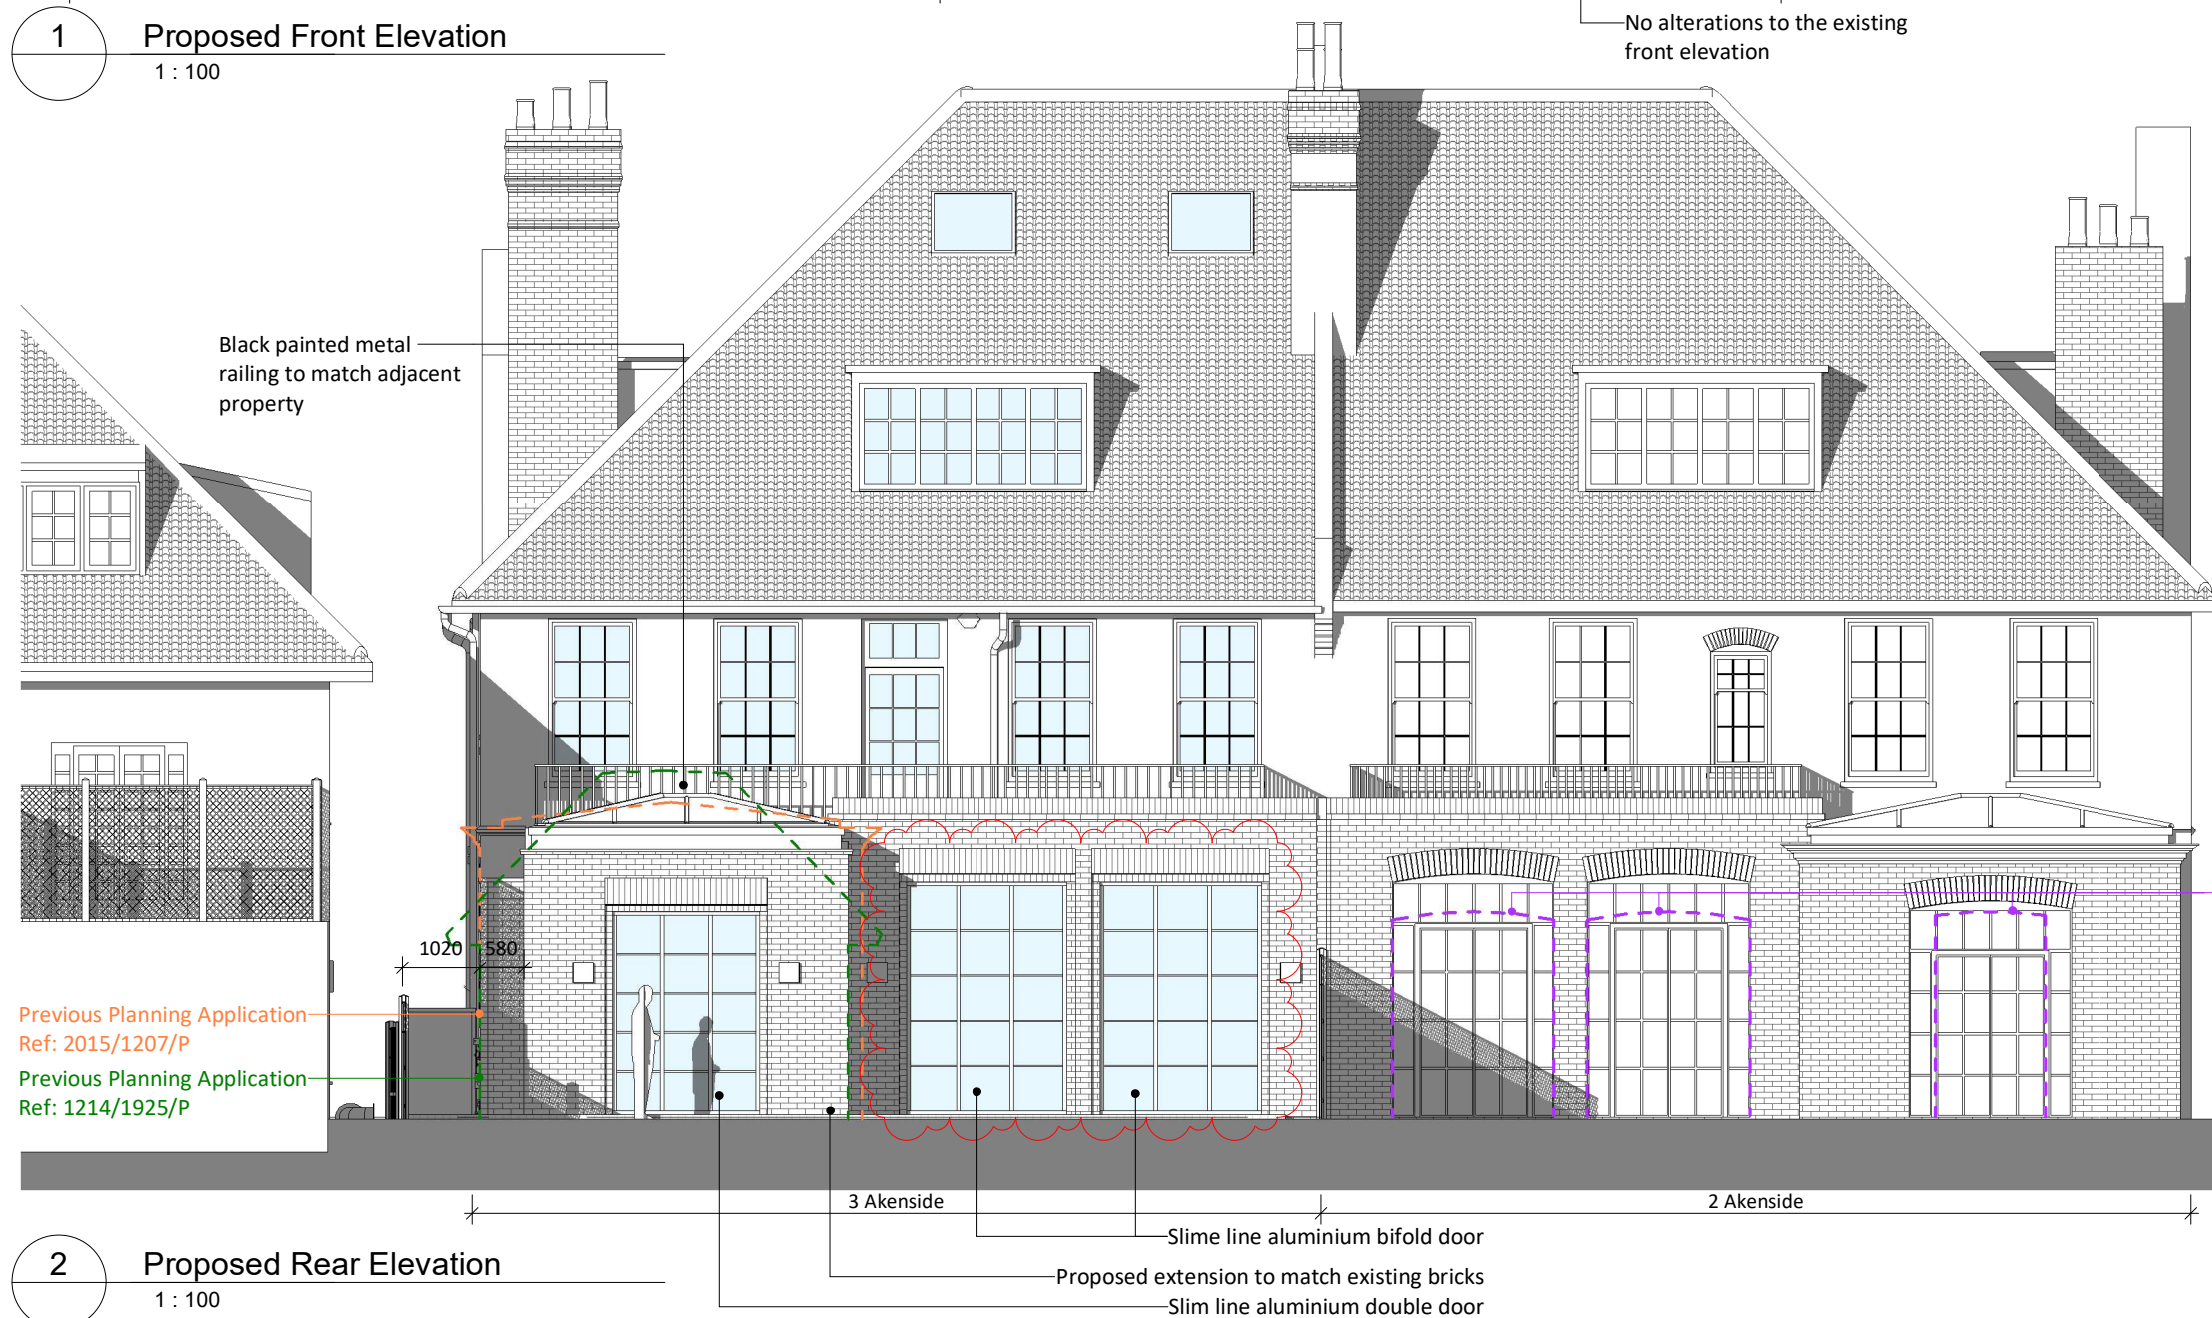 1
Proposed Front Elevation
1 : 100
No alterations to the existing
front elevation
Black painted metal
railing to match adjacent
property
1020
580
Previous Planning Application
Ref: 2015/1207/P
Previous Planning Application
Ref: 1214/1925/P
3 Akenside
2 Akenside
Slime line aluminium bifold door
Proposed extension to match existing bricks
Slim line aluminium double door
2
Proposed Rear Elevation
1 : 100